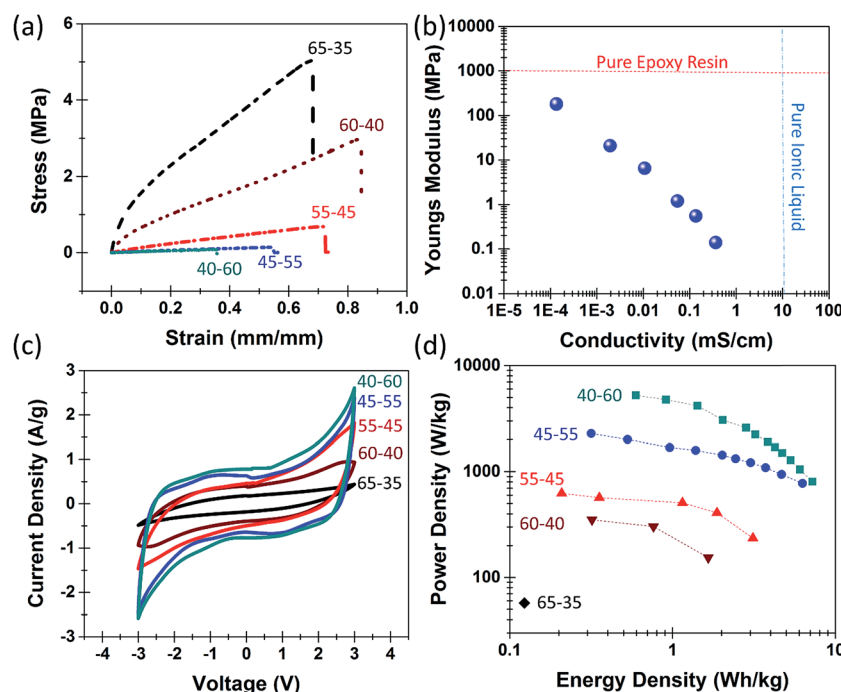 (a)
6
5
4
2
0
Stress (MPa)
65-35
60-40
55-45
45-55
40-60
0.0 0.2 0.4 0.6 0.8 1.0
Strain (mm/mm)
(b)
10000
1000
100
10
1
0.1
0.01
Youngs Modulus (MPa)
Pure Epoxy Resin
Pure Ionic Liquid
1E-5 1E-4 1E-3 0.01 0.1 1 10 100
Conductivity (mS/cm)
(c)
3
2
1
0
-1
-2
-3
Current Density (A/g)
40-60
45-55
55-45
60-40
65-35
-4 -3 -2 -1 0 1 2 3 4
Voltage (V)
(d)
10000
1000
100
Power Density (W/kg)
40-60
45-55
55-45
60-40
65-35
0.1 1 10
Energy Density (Wh/kg)